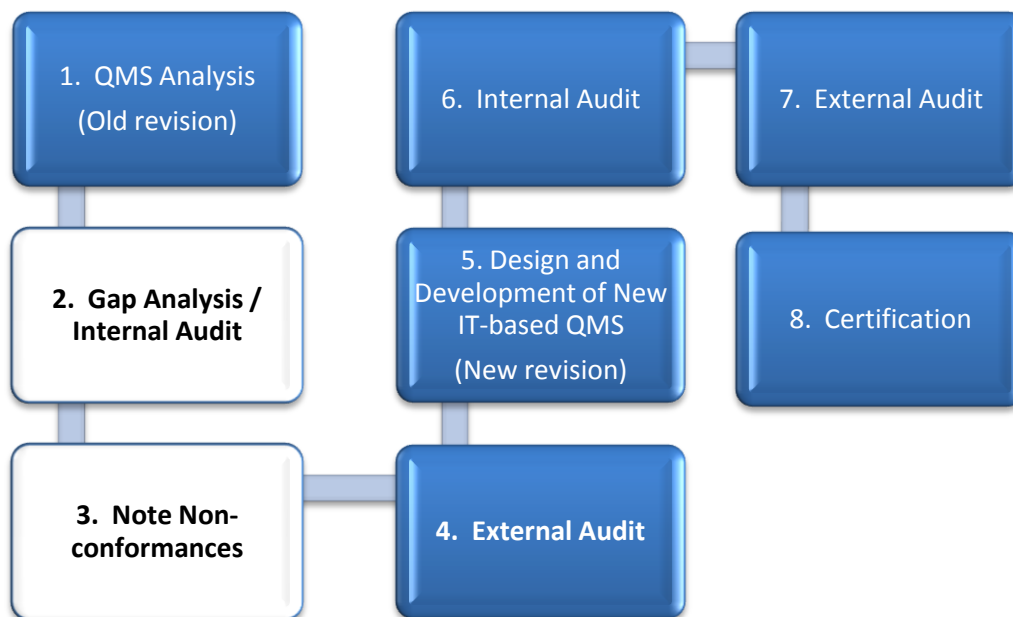 1. QMS Analysis
(Old revision)
2. Gap Analysis /
Internal Audit
3. Note Non-
conformances
4. External Audit
5. Design and
Development of New
IT-based QMS
(New revision)
6. Internal Audit
7. External Audit
8. Certification